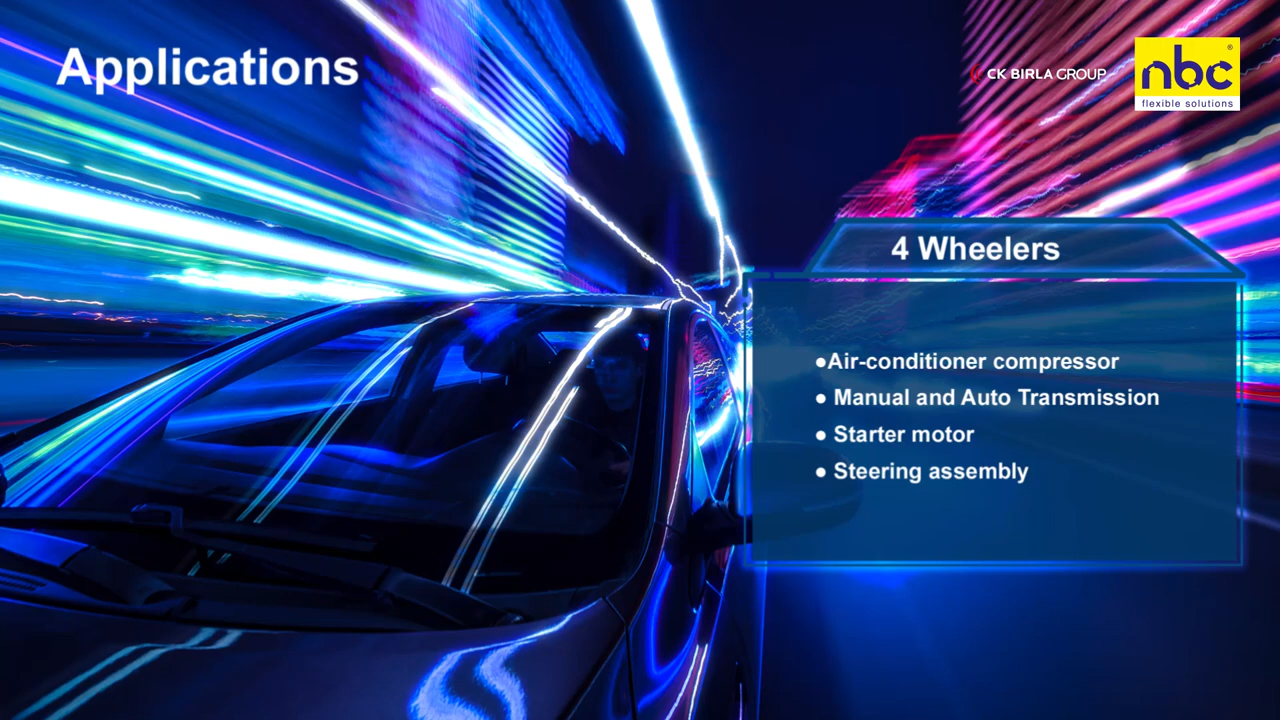 Applications
CK BIRLA GROUP
nbc®
flexible solutions
4 Wheelers
●Air-conditioner compressor
● Manual and Auto Transmission
● Starter motor
● Steering assembly